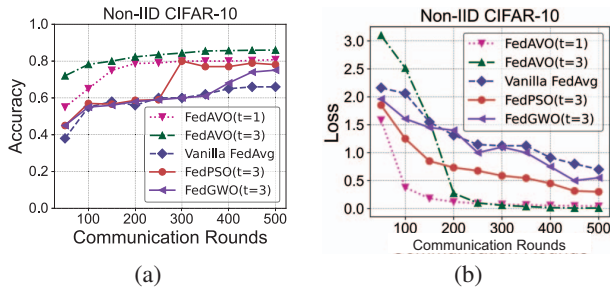 Non-IID CIFAR-10
1.0
0.8
0.6
0.4
0.2
0.0
Accuracy
100 200 300 400 500
Communication Rounds
FedAVO(t=1)
FedAVO(t=3)
Vanilla FedAvg
FedPSO(t=3)
FedGWO(t=3)
(a)
Non-IID CIFAR-10
3.0
2.5
2.0
1.5
1.0
0.5
0.0
Loss
0 100 200 300 400 500
Communication Rounds
FedAVO(t=1)
FedAVO(t=3)
Vanilla FedAvg
FedPSO(t=3)
FedGWO(t=3)
(b)